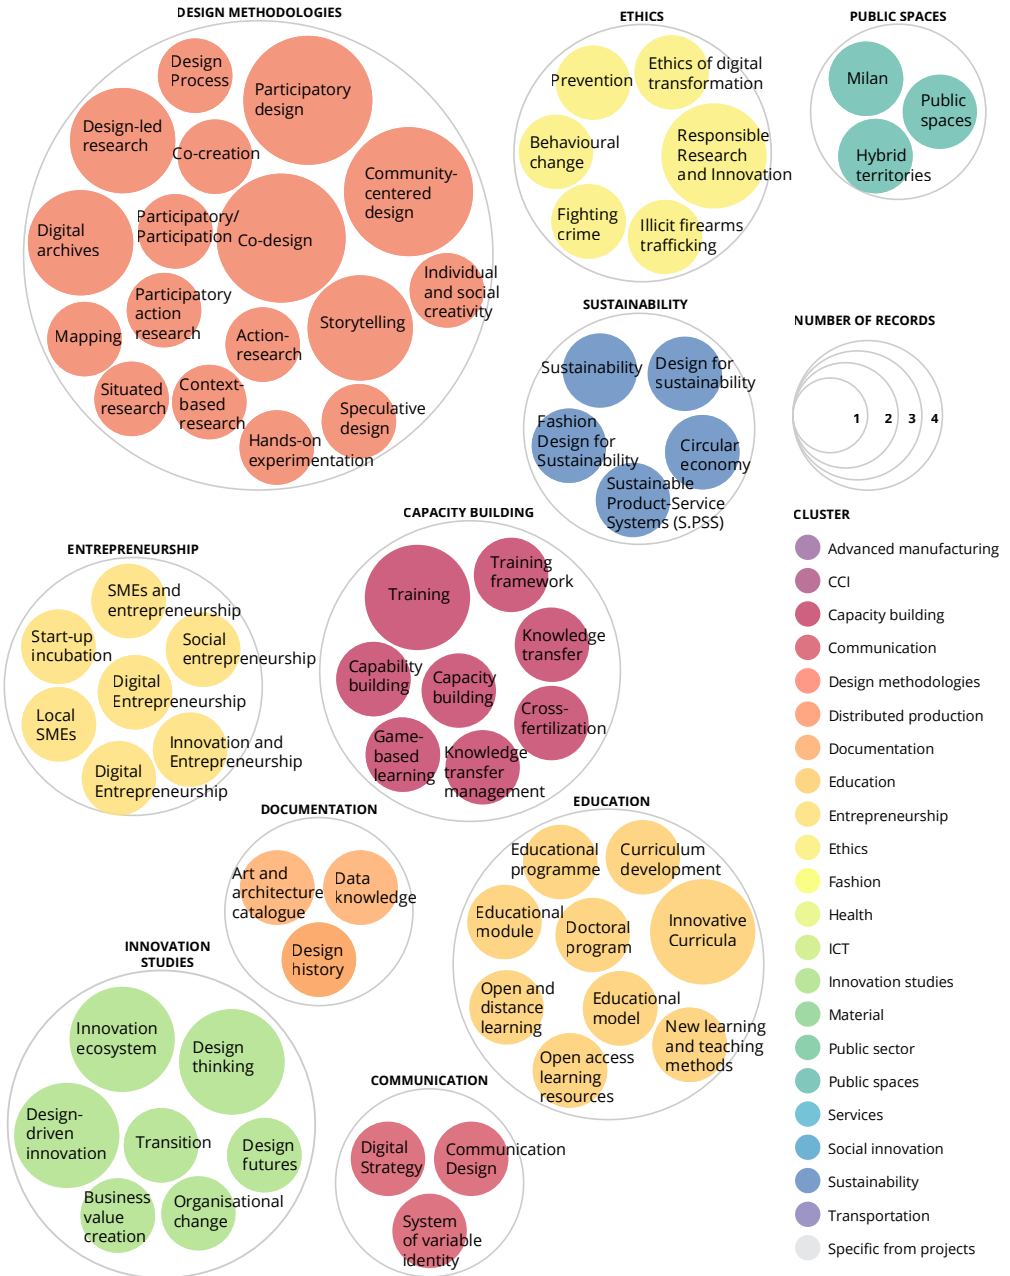 DESIGN METHODOLOGIES
Design
Process
Participatory
design
Design-led
research
Co-creation
Community-
centered
design
Digital
archives
Participatory/
Participation
Co-design
Individual
and social
creativity
Participatory
action
research
Mapping
Action-
research
Storytelling
Situated
research
Context-
based
research
Speculative
design
Hands-on
experimentation
ETHICS
Prevention
Ethics of digital
transformation
Behavioural
change
Responsible
Research
and Innovation
Fighting
crime
Illicit firearms
trafficking
PUBLIC SPACES
Milan
Public
spaces
Hybrid
territories
SUSTAINABILITY
Sustainability
Design for
sustainability
Fashion
Design for
Sustainability
Circular
economy
Sustainable
Product-Service
Systems (S.PSS)
NUMBER OF RECORDS
1 2 3 4
ENTREPRENEURSHIP
SMEs and
entrepreneurship
Start-up
incubation
Social
entrepreneurship
Digital
Entrepreneurship
Local
SMEs
Innovation and
Entrepreneurship
Digital
Entrepreneurship
CAPACITY BUILDING
Training
Training
framework
Knowledge
transfer
Capability
building
Capacity
building
Cross-
fertilization
Game-
based
learning
Knowledge
transfer
management
DOCUMENTATION
Art and
architecture
catalogue
Data
knowledge
Design
history
EDUCATION
Educational
programme
Curriculum
development
Educational
module
Doctoral
program
Innovative
Curricula
Open and
distance
learning
Educational
model
New learning
and teaching
methods
Open access
learning
resources
INNOVATION
STUDIES
Innovation
ecosystem
Design
thinking
Design-
driven
innovation
Transition
Design
futures
Business
value
creation
Organisational
change
COMMUNICATION
Digital
Strategy
Communication
Design
System
of variable
identity
CLUSTER
Advanced manufacturing
CCI
Capacity building
Communication
Design methodologies
Distributed production
Documentation
Education
Entrepreneurship
Ethics
Fashion
Health
ICT
Innovation studies
Material
Public sector
Public spaces
Services
Social innovation
Sustainability
Transportation
Specific from projects